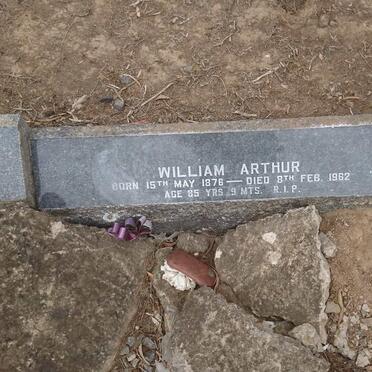 WILLIAM ARTHUR
BORN 15TH MAY 1876 — DIED 8TH FEB. 1962
AGE 85 YRS 9 MTS. R.I.P.